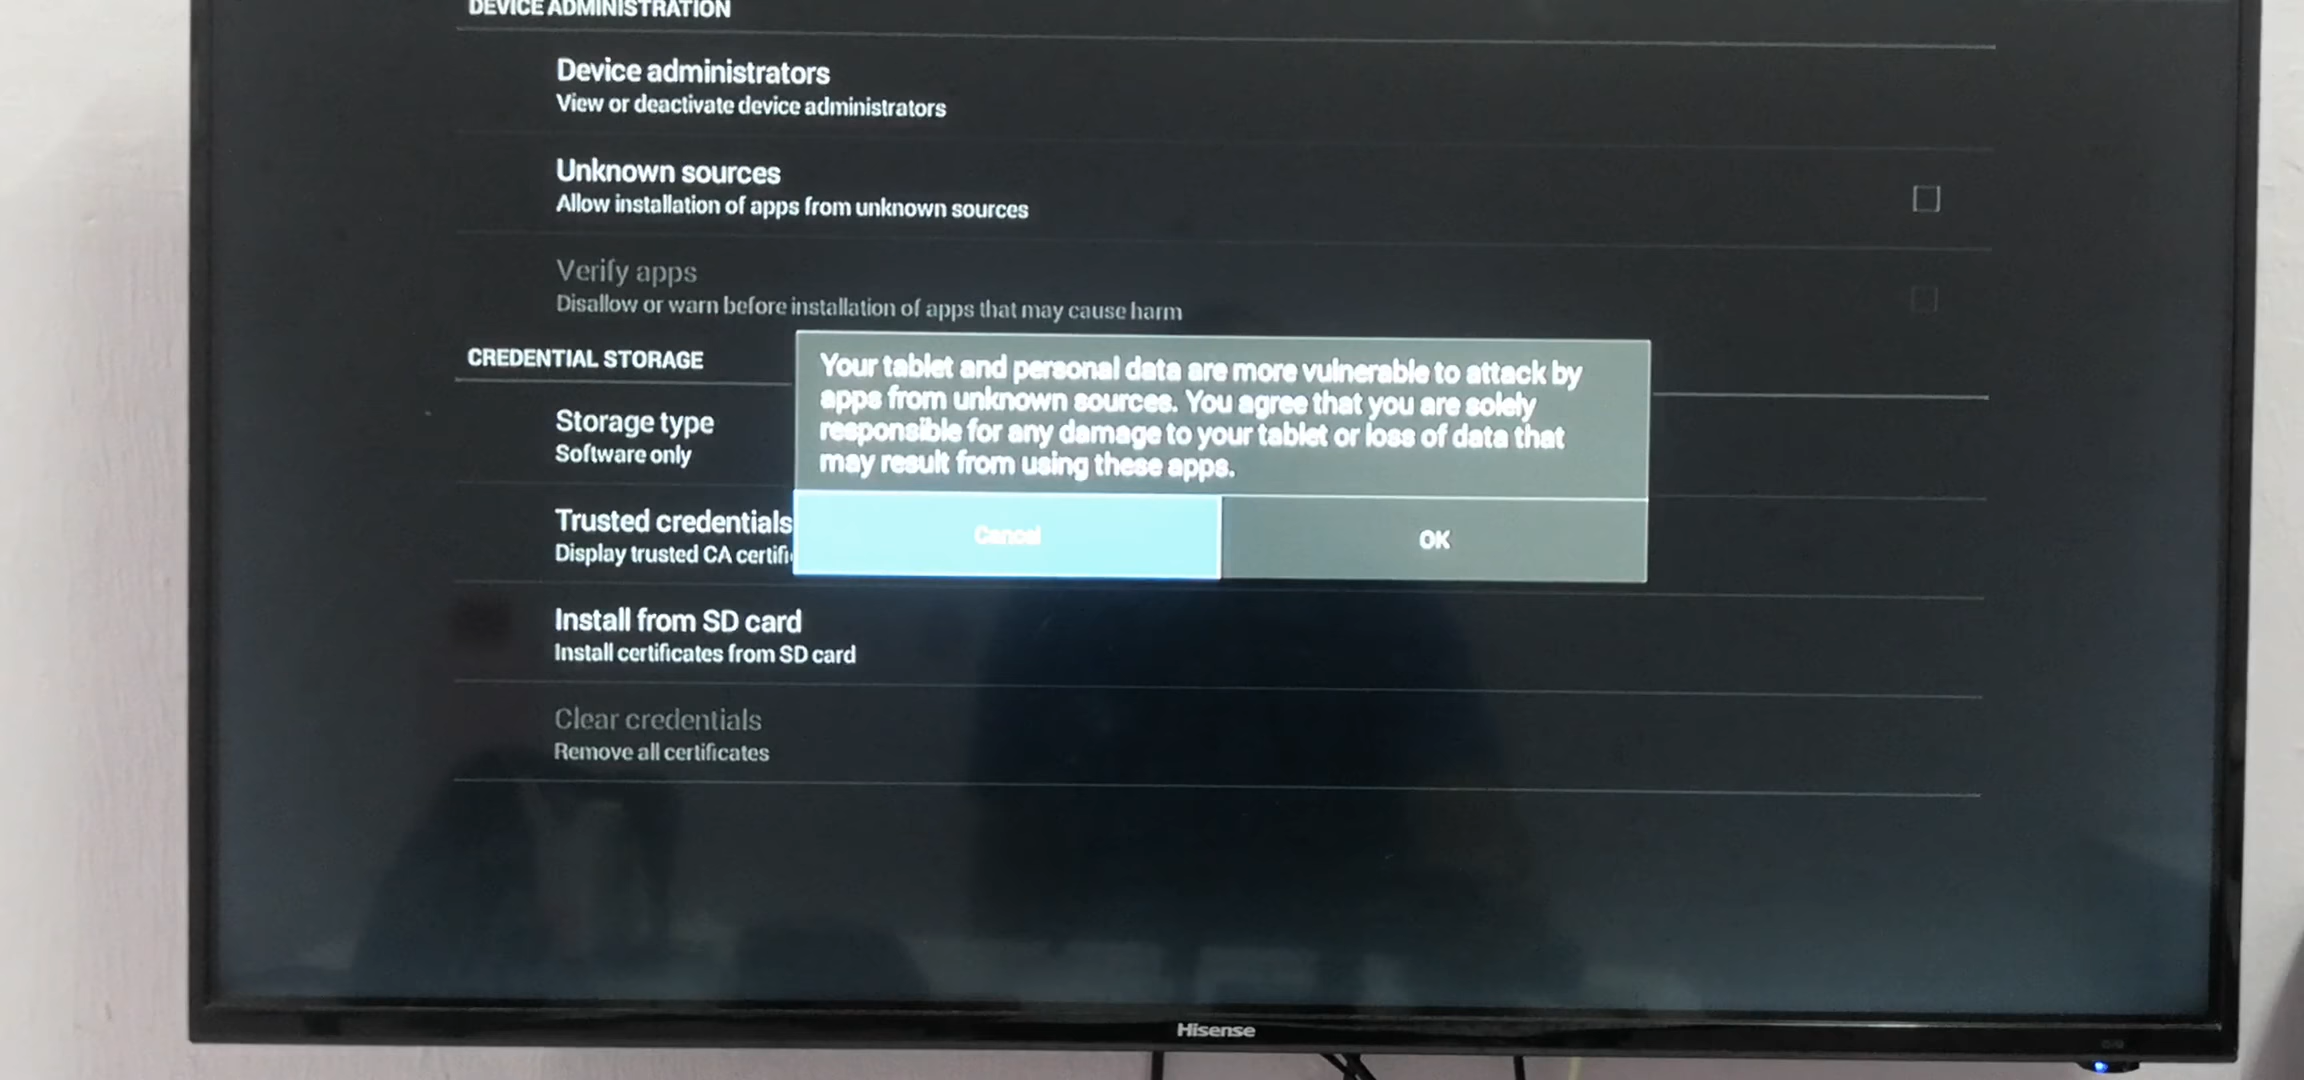 DEVICE ADMINISTRATION
Device administrators
View or deactivate device administrators
Unknown sources
Allow installation of apps from unknown sources
Verify apps
Disallow or warn before installation of apps that may cause harm
CREDENTIAL STORAGE
Your tablet and personal data are more vulnerable to attack by
apps from unknown sources. You agree that you are solely
responsible for any damage to your tablet or loss of data that
may result from using these apps.
Cancel
OK
Storage type
Software only
Trusted credentials
Display trusted CA certifi
Install from SD card
Install certificates from SD card
Clear credentials
Remove all certificates
Hisense